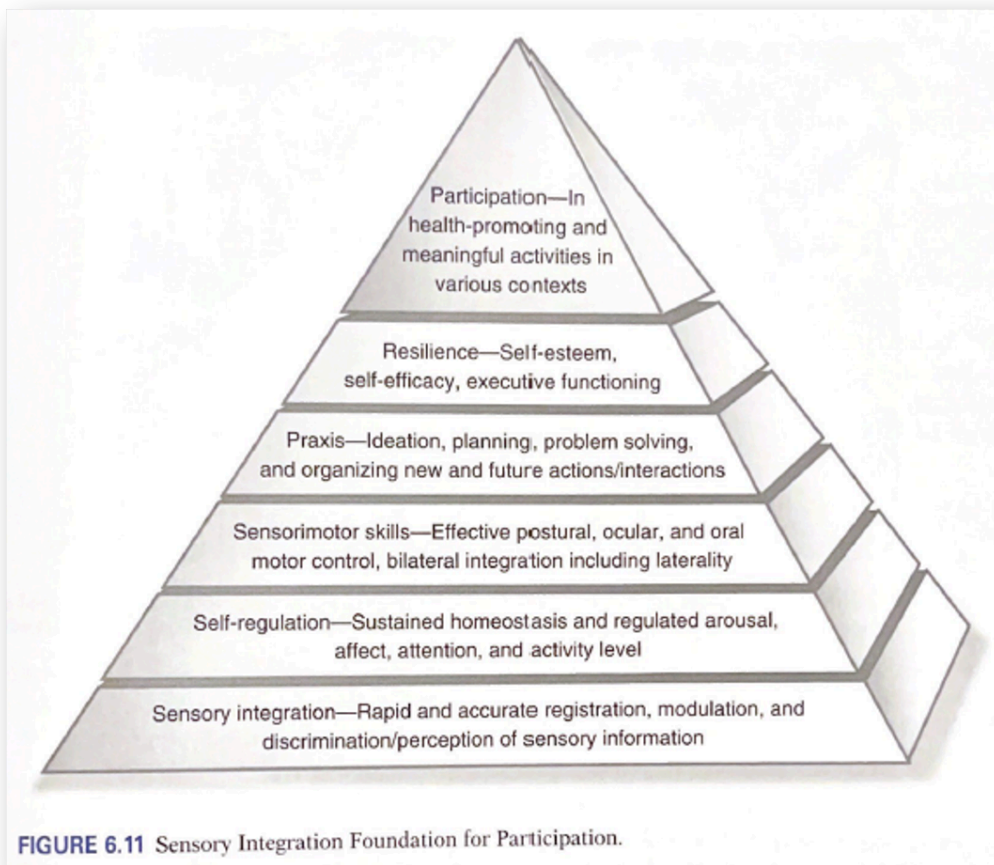 Participation—In
health-promoting and
meaningful activities in
various contexts
Resilience—Self-esteem,
self-efficacy, executive functioning
Praxis—Ideation, planning, problem solving,
and organizing new and future actions/interactions
Sensorimotor skills—Effective postural, ocular, and oral
motor control, bilateral integration including laterality
Self-regulation—Sustained homeostasis and regulated arousal,
affect, attention, and activity level
Sensory integration—Rapid and accurate registration, modulation, and
discrimination/perception of sensory information
FIGURE 6.11 Sensory Integration Foundation for Participation.